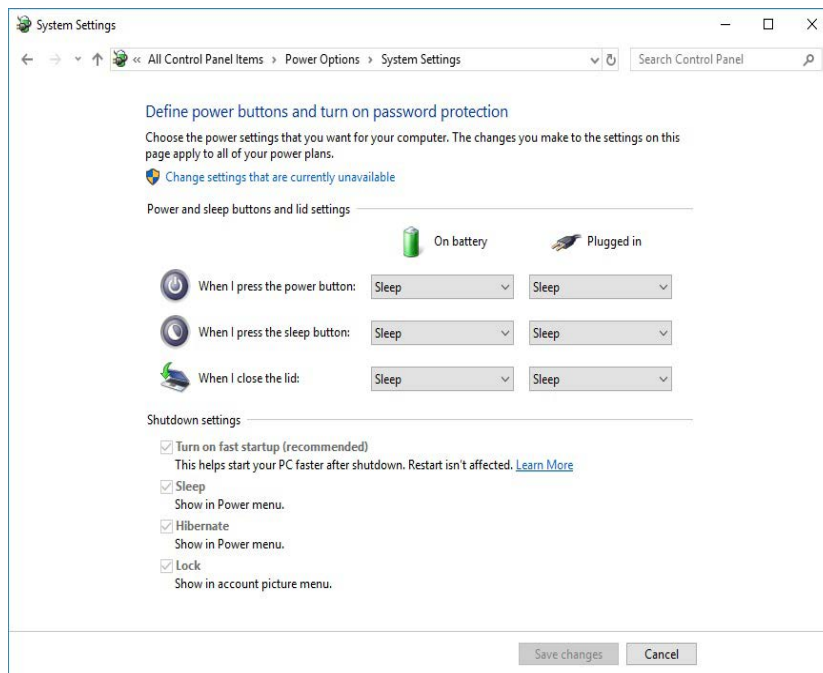 System Settings
« All Control Panel Items › Power Options › System Settings
Search Control Panel
Define power buttons and turn on password protection
Choose the power settings that you want for your computer. The changes you make to the settings on this
page apply to all of your power plans.
Change settings that are currently unavailable
Power and sleep buttons and lid settings
On battery Plugged in
When I press the power button: Sleep Sleep
When I press the sleep button: Sleep Sleep
When I close the lid: Sleep Sleep
Shutdown settings
Turn on fast startup (recommended)
This helps start your PC faster after shutdown. Restart isn't affected. Learn More
Sleep
Show in Power menu.
Hibernate
Show in Power menu.
Lock
Show in account picture menu.
Save changes Cancel